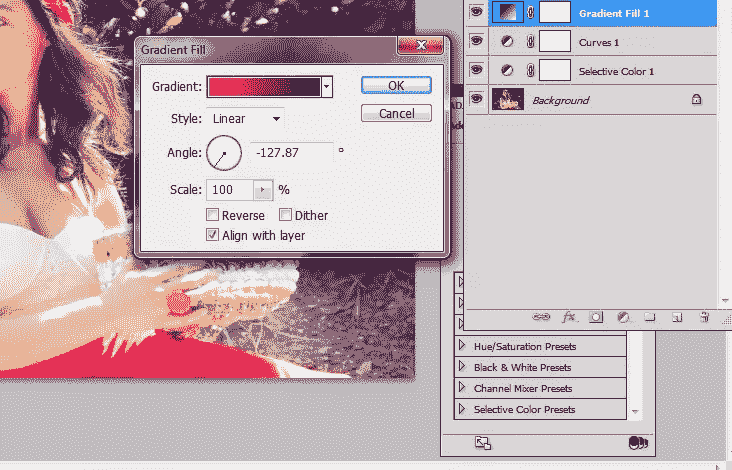 Gradient Fill
Gradient:
OK
Cancel
Style: Linear
Angle: -127.87 °
Scale: 100 %
Reverse Dither
Align with layer
Gradient Fill 1
Curves 1
Selective Color 1
Background
fx
Hue/Saturation Presets
Black & White Presets
Channel Mixer Presets
Selective Color Presets